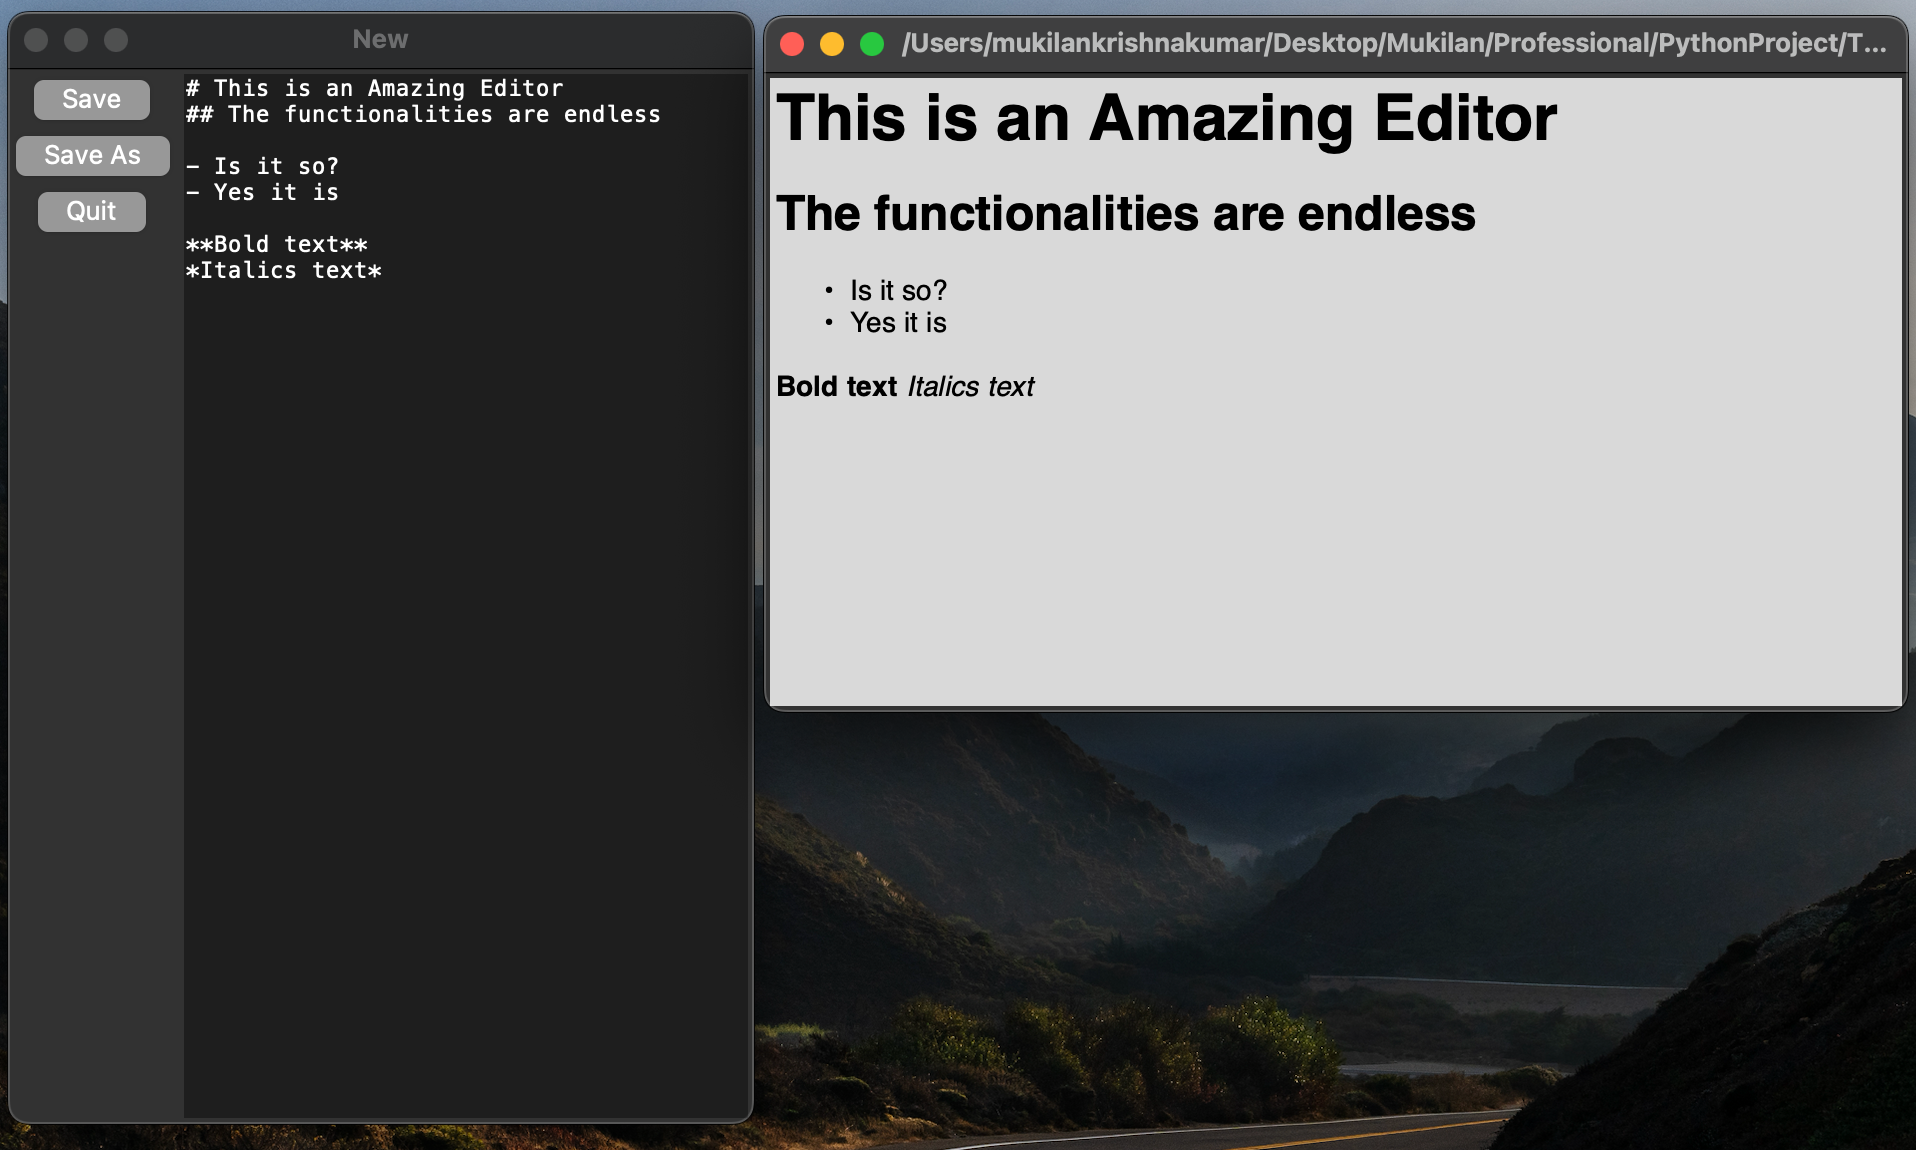 New
Save
Save As
Quit
# This is an Amazing Editor
## The functionalities are endless
- Is it so?
- Yes it is
**Bold text**
*Italics text*
/Users/mukilankrishnakumar/Desktop/Mukilan/Professional/PythonProject/T...
This is an Amazing Editor
The functionalities are endless
• Is it so?
• Yes it is
Bold text Italics text